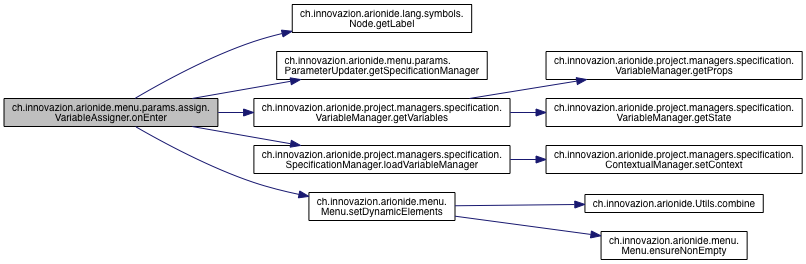 ch.innovazion.arionide.menu.params.assign.
VariableAssigner.onEnter
ch.innovazion.arionide.lang.symbols.
Node.getLabel
ch.innovazion.arionide.menu.params.
ParameterUpdater.getSpecificationManager
ch.innovazion.arionide.project.managers.specification.
VariableManager.getVariables
ch.innovazion.arionide.project.managers.specification.
SpecificationManager.loadVariableManager
ch.innovazion.arionide.menu.
Menu.setDynamicElements
ch.innovazion.arionide.project.managers.specification.
VariableManager.getProps
ch.innovazion.arionide.project.managers.specification.
VariableManager.getState
ch.innovazion.arionide.project.managers.specification.
ContextualManager.setContext
ch.innovazion.arionide.Utils.combine
ch.innovazion.arionide.menu.
Menu.ensureNonEmpty